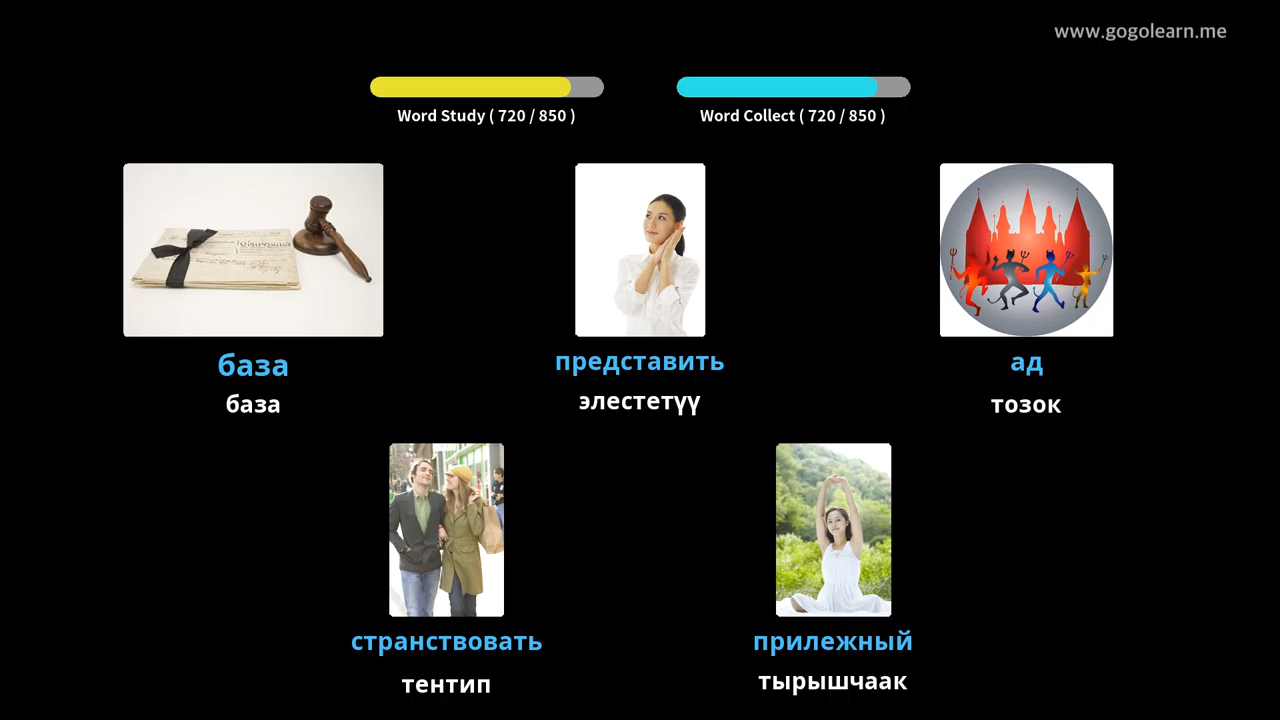 www.gogolearn.me
Word Study ( 720 / 850 )
Word Collect ( 720 / 850 )
база
база
представить
элестетүү
ад
тозок
странствовать
тентип
прилежный
тырышчаак